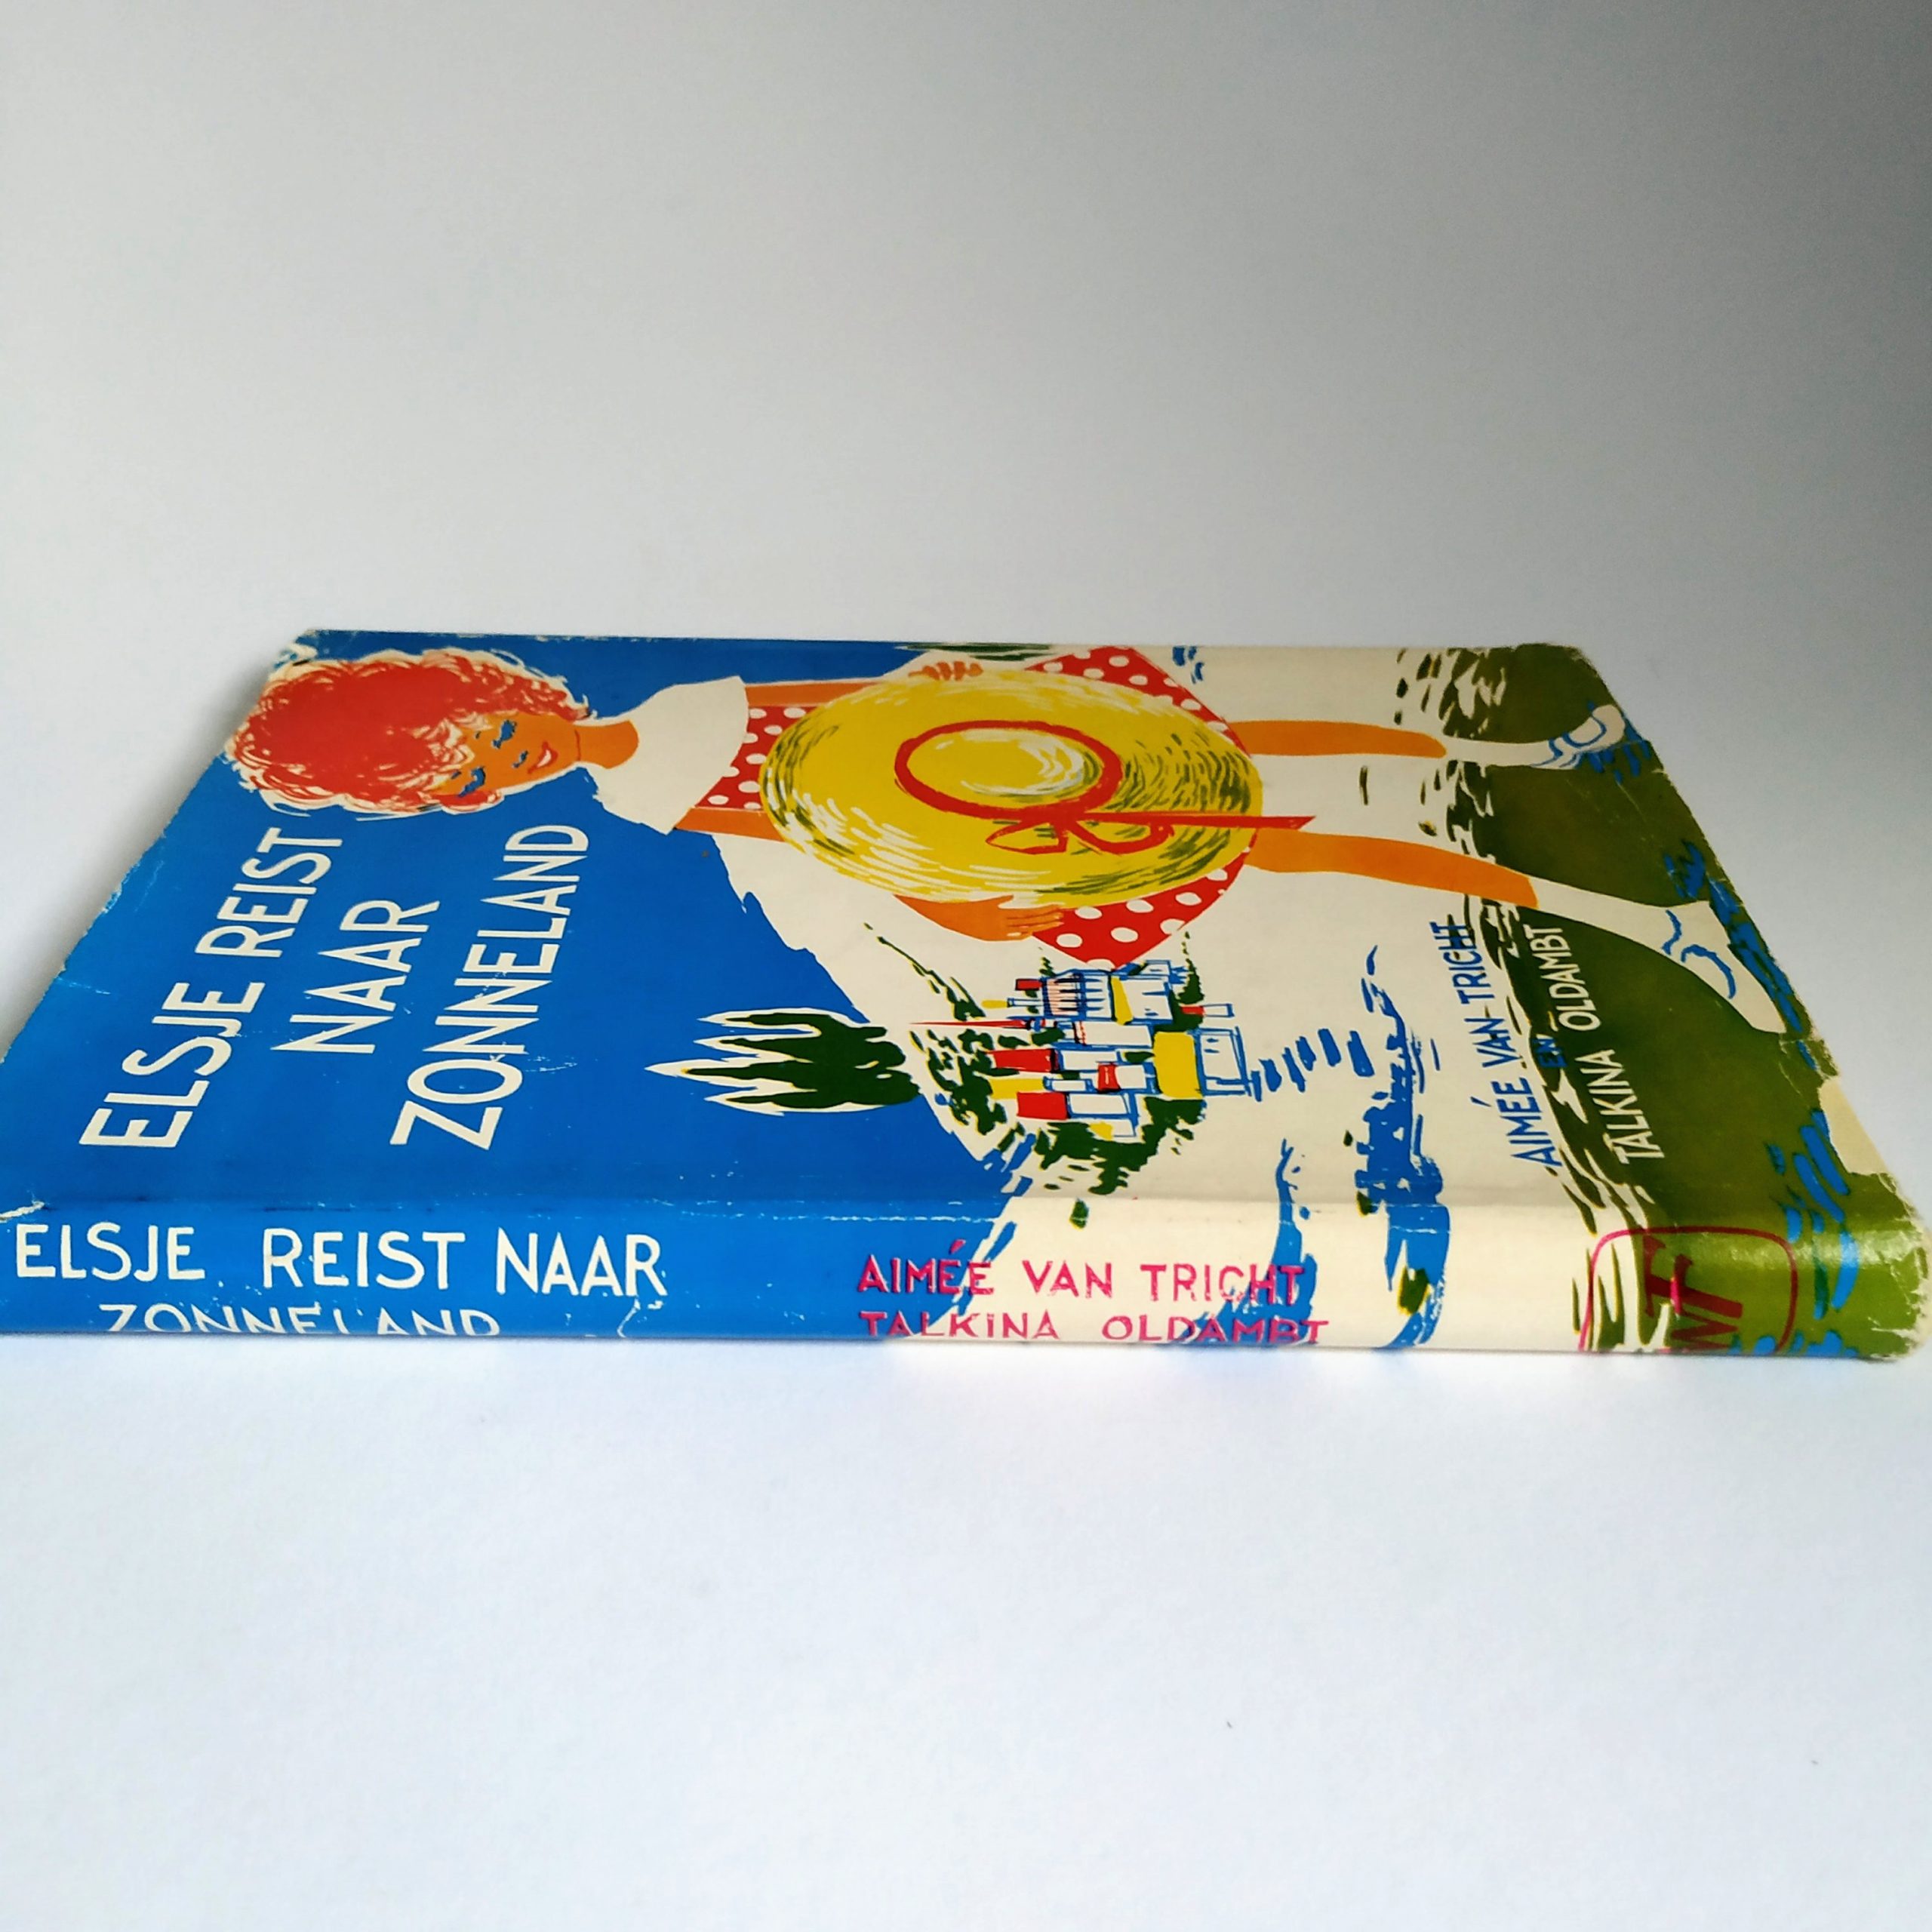 ELSJE REIST
NAAR
ZONNELAND
AIMÉE VAN TRICHT
EN
TALKINA OLDAMBT
ELSJE REIST NAAR
ZONNELAND
AIMÉE VAN TRICHT
TALKINA OLDAMBT